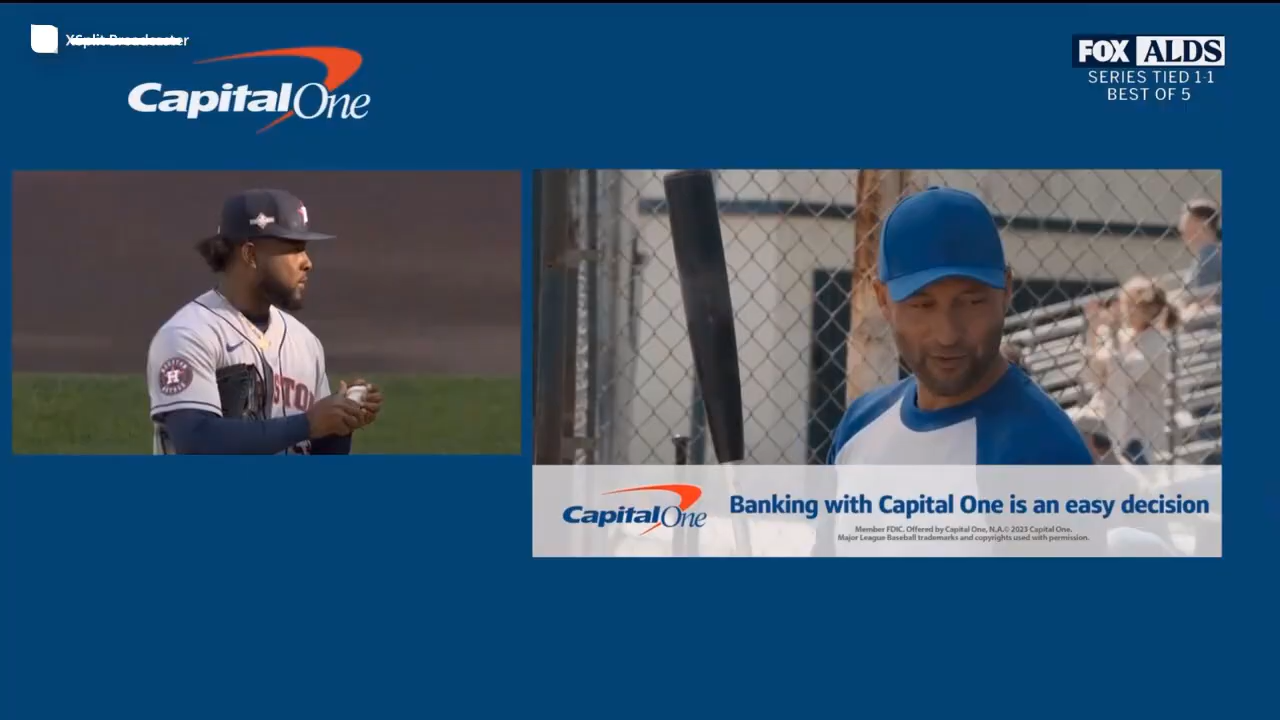 XSplit Broadcaster
Capital One
FOX ALDS
SERIES TIED 1-1
BEST OF 5
H
STO
Capital One
Banking with Capital One is an easy decision
Member FDIC. Offered by Capital One, N.A.© 2023 Capital One.
Major League Baseball trademarks and copyrights used with permission.